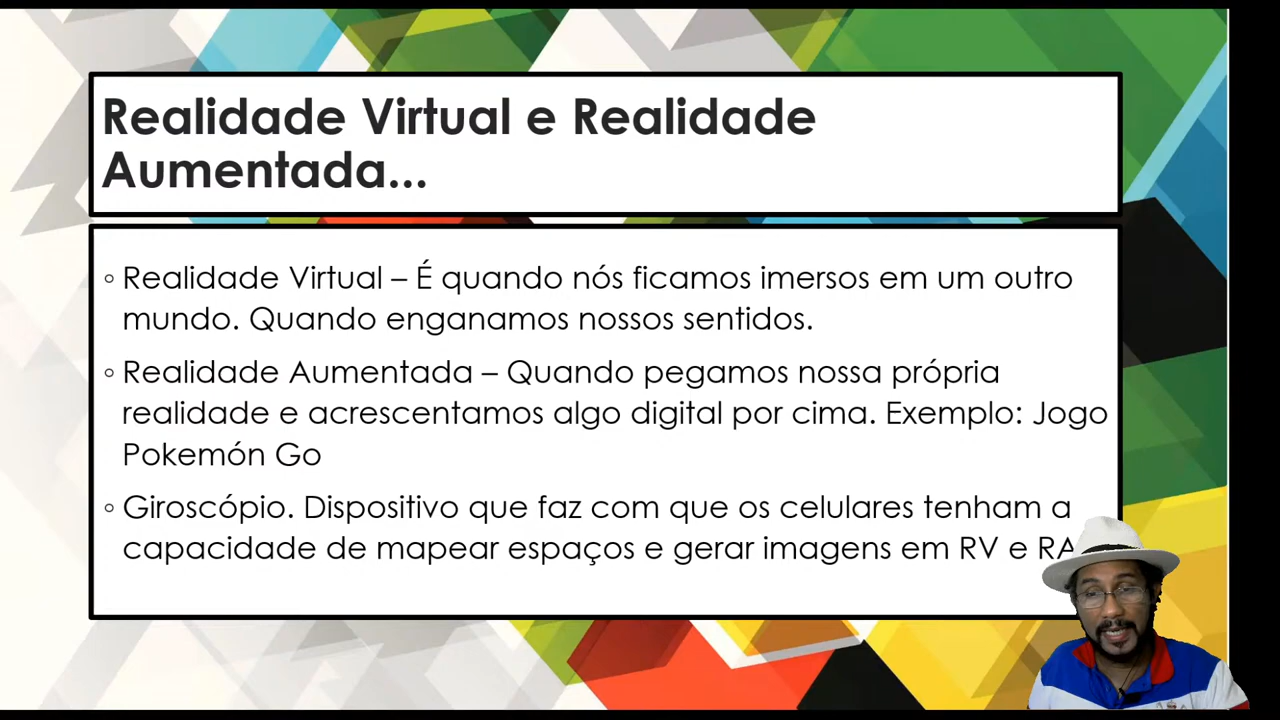 Realidade Virtual e Realidade
Aumentada...
◦ Realidade Virtual – É quando nós ficamos imersos em um outro
mundo. Quando enganamos nossos sentidos.
◦ Realidade Aumentada – Quando pegamos nossa própria
realidade e acrescentamos algo digital por cima. Exemplo: Jogo
Pokemón Go
◦ Giroscópio. Dispositivo que faz com que os celulares tenham a
capacidade de mapear espaços e gerar imagens em RV e RA